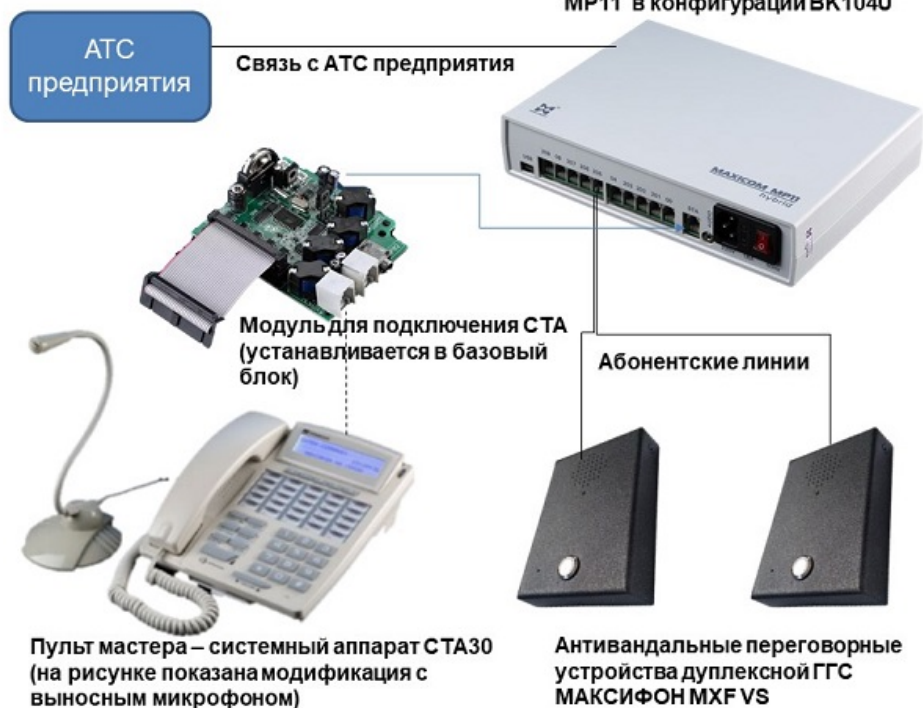 МР11 в конфигурации ВК104U
АТС
предприятия
Связь с АТС предприятия
MAXICOM MP11
hybrid
Модуль для подключения СТА
(устанавливается в базовый
блок)
Абонентские линии
Пульт мастера – системный аппарат СТА30
(на рисунке показана модификация с
выносным микрофоном)
Антивандальные переговорные
устройства дуплексной ГГС
МАКСИФОН MXF VS